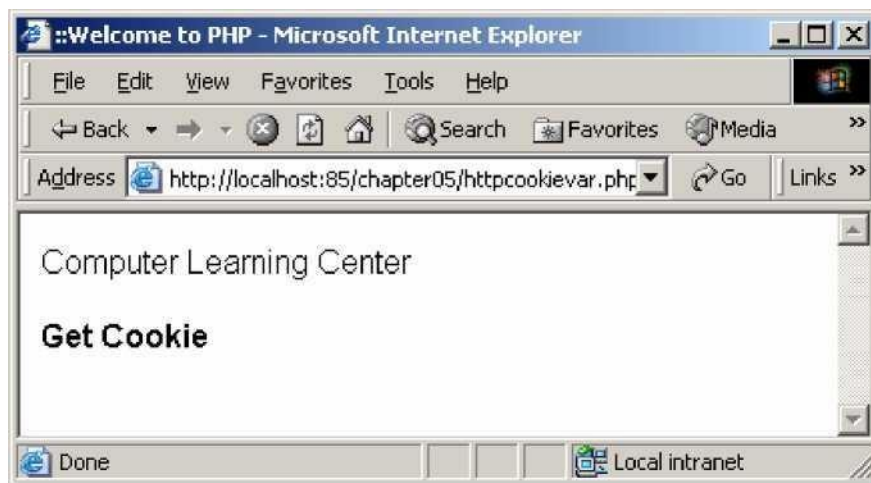 ::Welcome to PHP - Microsoft Internet Explorer
File Edit View Favorites Tools Help
Back Search Favorites Media »
Address http://localhost:85/chapter05/httpcookievar.php Go Links »
Computer Learning Center
Get Cookie
Done Local intranet